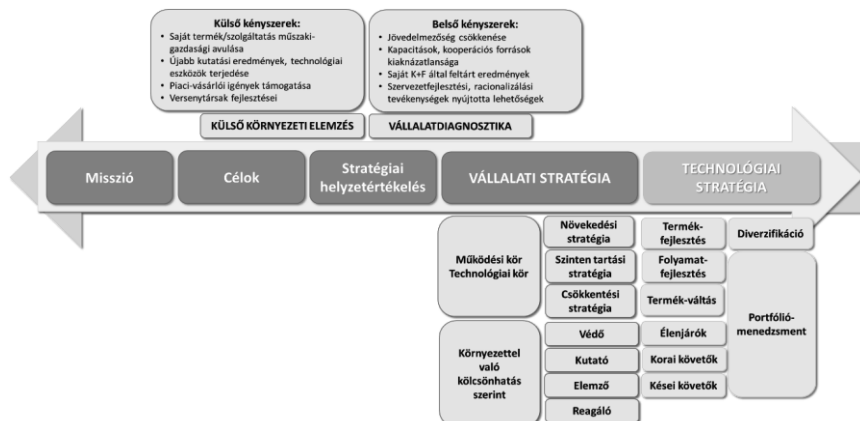 Külső kényszerek:
• Saját termék/szolgáltatás műszaki-
gazdasági avulása
• Újabb kutatási eredmények, technológiai
eszközök terjedése
• Piaci-vásárlói igények támogatása
• Versenytársak fejlesztései
Belső kényszerek:
• Jövedelmezőség csökkenése
• Kapacitások, kooperációs források
kiaknázatlansága
• Saját K+F által feltárt eredmények
• Szervezetfejlesztési, racionalizálási
tevékenységek nyújtotta lehetőségek
KÜLSŐ KÖRNYEZETI ELEMZÉS
VÁLLALATDIAGNOSZTIKA
Misszió
Célok
Stratégiai
helyzetértékelés
VÁLLALATI STRATÉGIA
TECHNOLÓGIAI
STRATÉGIA
Működési kör
Technológiai kör
Növekedési
stratégia
Szinten tartási
stratégia
Csökkentési
stratégia
Termék-
fejlesztés
Folyamat-
fejlesztés
Termék-váltás
Diverzifikáció
Portfólió-
menedzsment
Környezettel
való
kölcsönhatás
szerint
Védő
Kutató
Elemző
Reagáló
Élenjárók
Korai követők
Kései követők